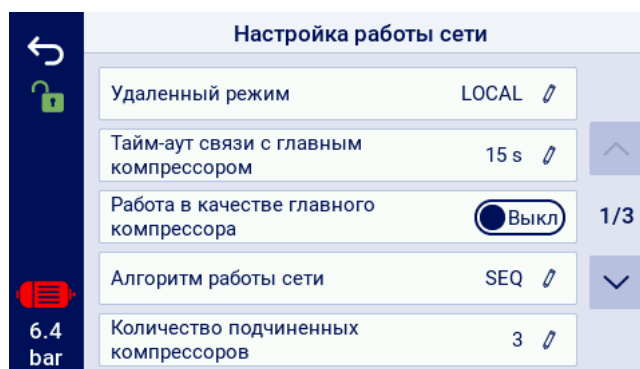 Настройка работы сети
Удаленный режим LOCAL
Тайм-аут связи с главным
компрессором
15 s
Работа в качестве главного
компрессора
Выкл
1/3
Алгоритм работы сети SEQ
Количество подчиненных
компрессоров
3
6.4
bar